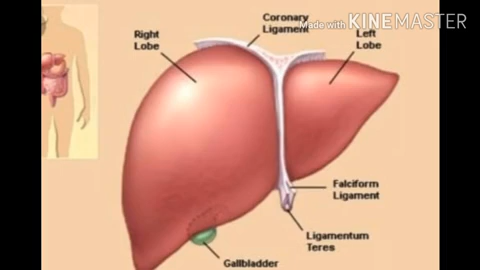 Coronary
Ligament
Made with KINEMASTER
Right
Lobe
Left
Lobe
Falciform
Ligament
Ligamentum
Teres
Gallbladder